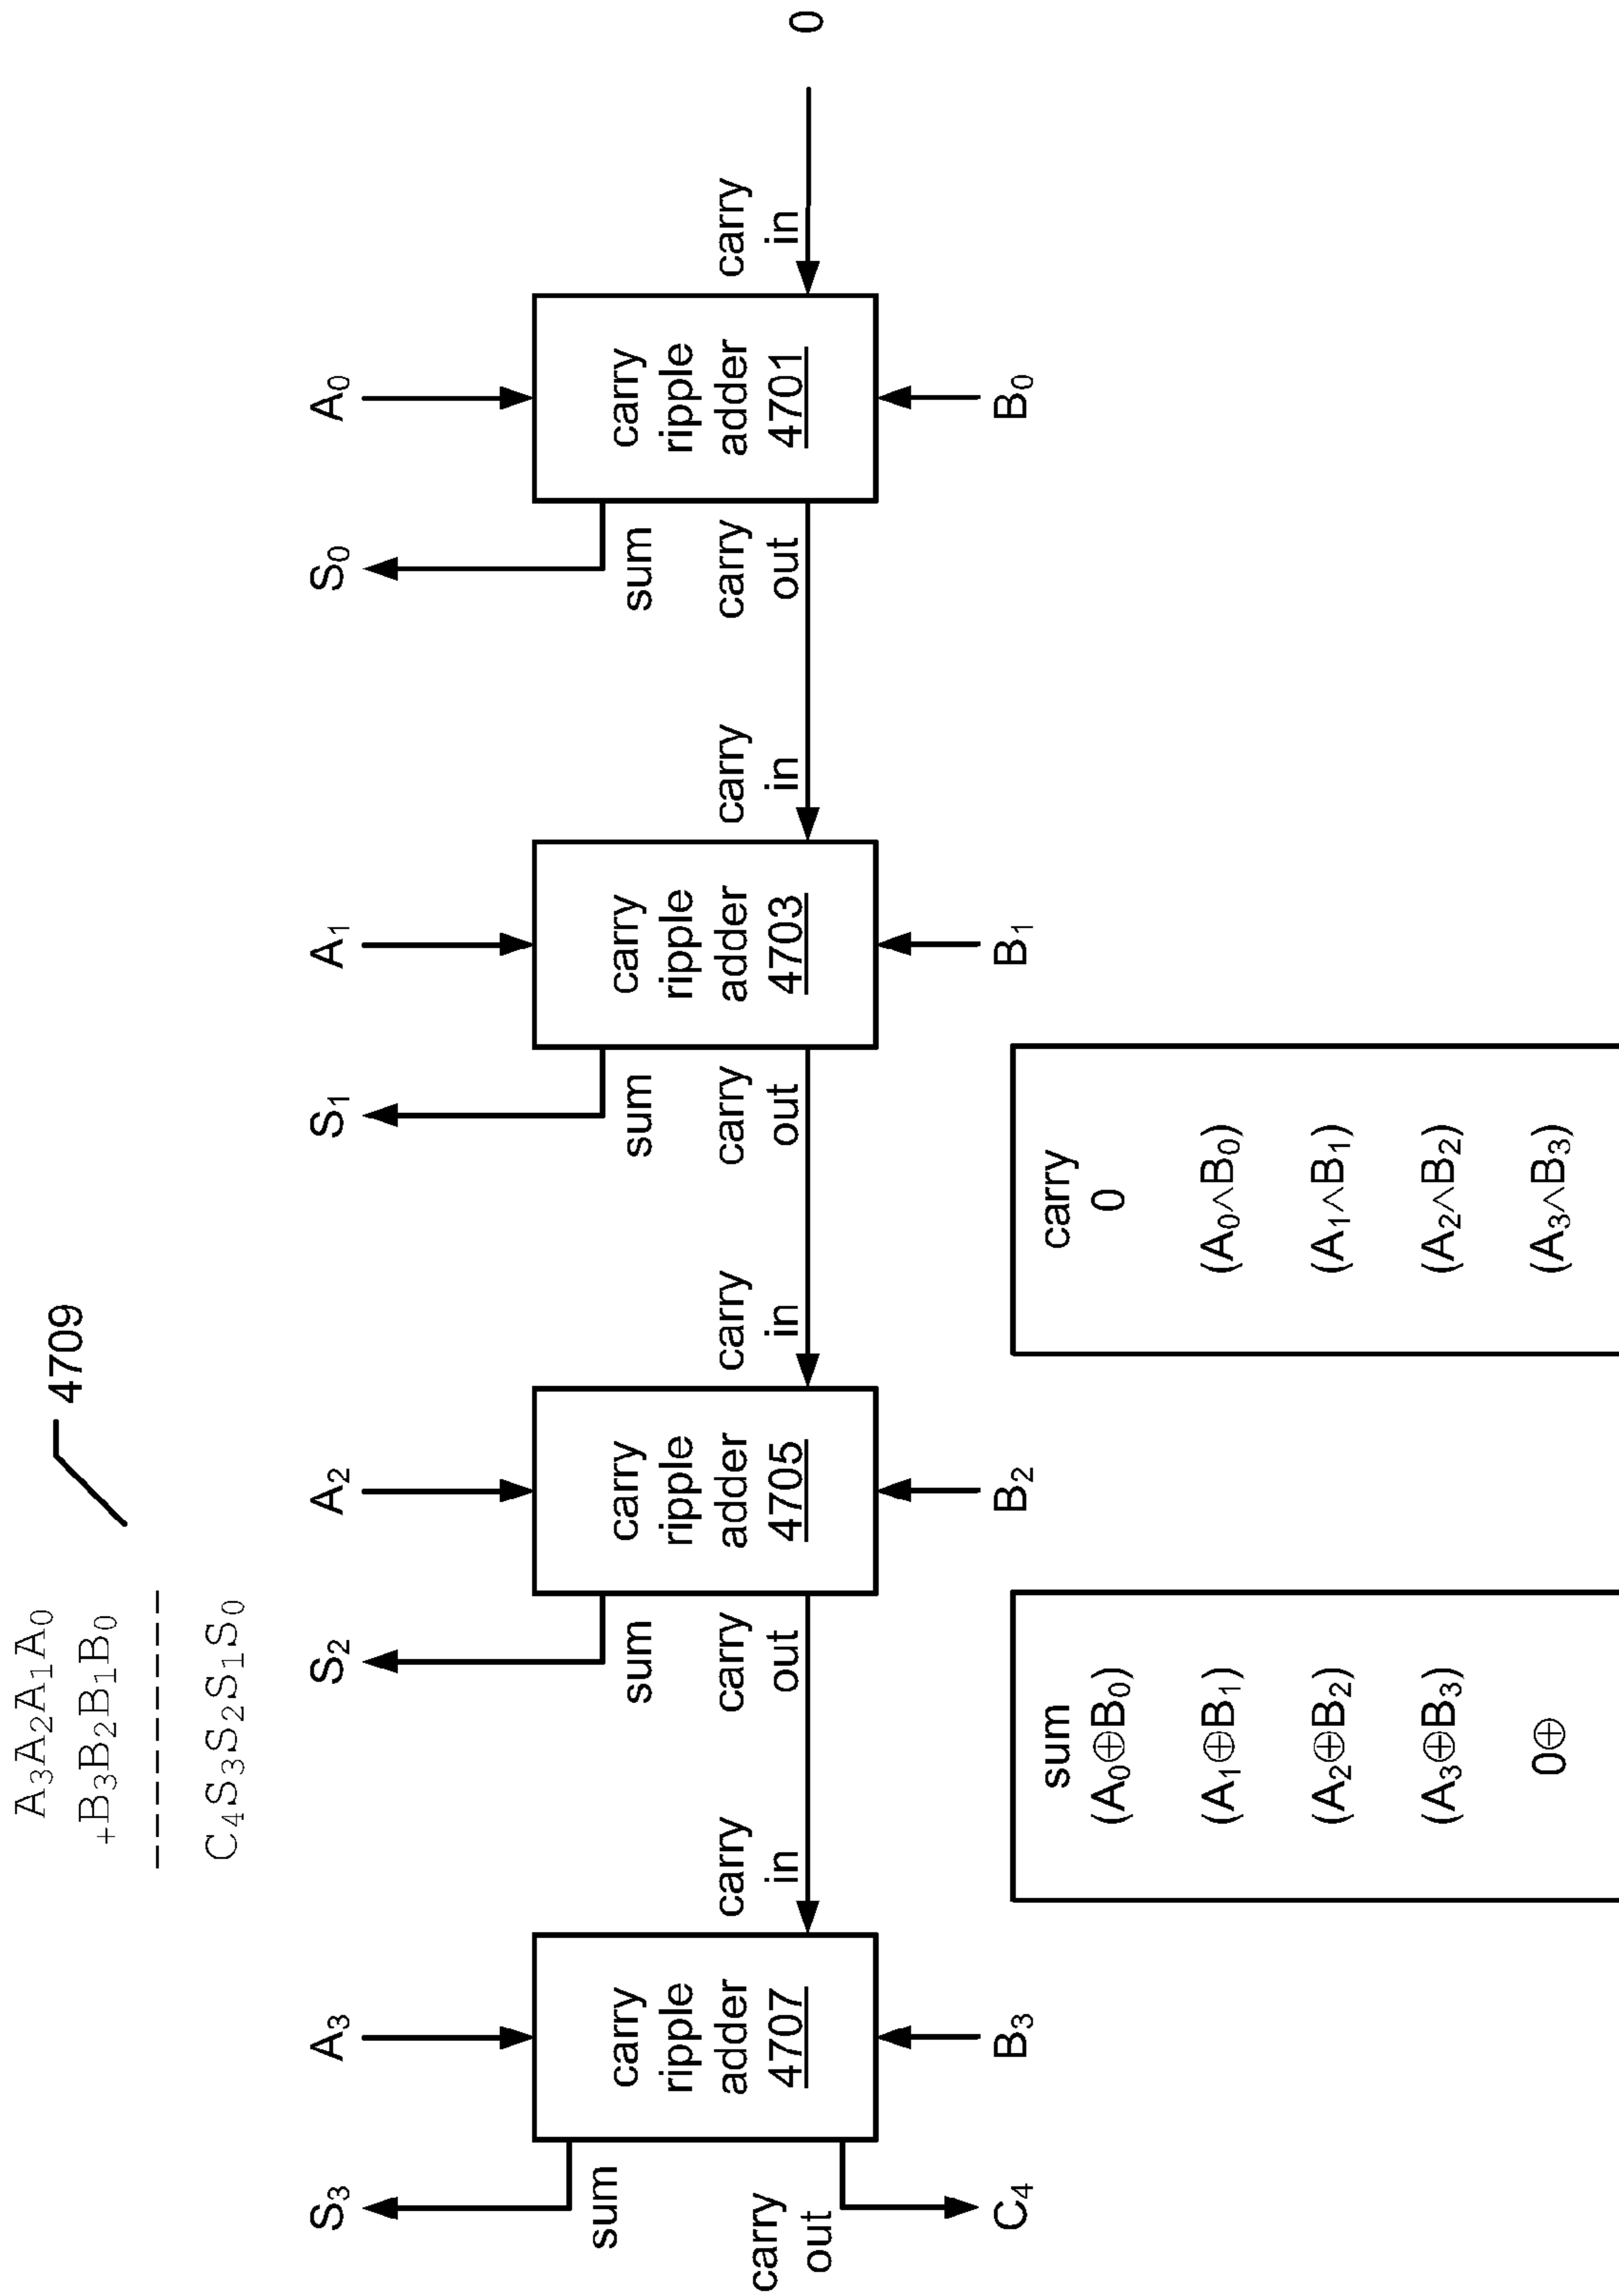 A₃A₂A₁A₀
+B₃B₂B₁B₀
------
C₄S₃S₂S₁S₀
4709
S₃
A₃
S₂
A₂
S₁
A₁
S₀
A₀
sum
carry
out
carry
ripple
adder
4707
carry
in
sum
carry
out
carry
ripple
adder
4705
carry
in
sum
carry
out
carry
ripple
adder
4703
carry
in
sum
carry
out
carry
ripple
adder
4701
carry
in
0
C₄
B₃
B₂
B₁
B₀
sum
(A₀⊕B₀)
(A₁⊕B₁)
(A₂⊕B₂)
(A₃⊕B₃)
0⊕
carry
0
(A₀∧B₀)
(A₁∧B₁)
(A₂∧B₂)
(A₃∧B₃)